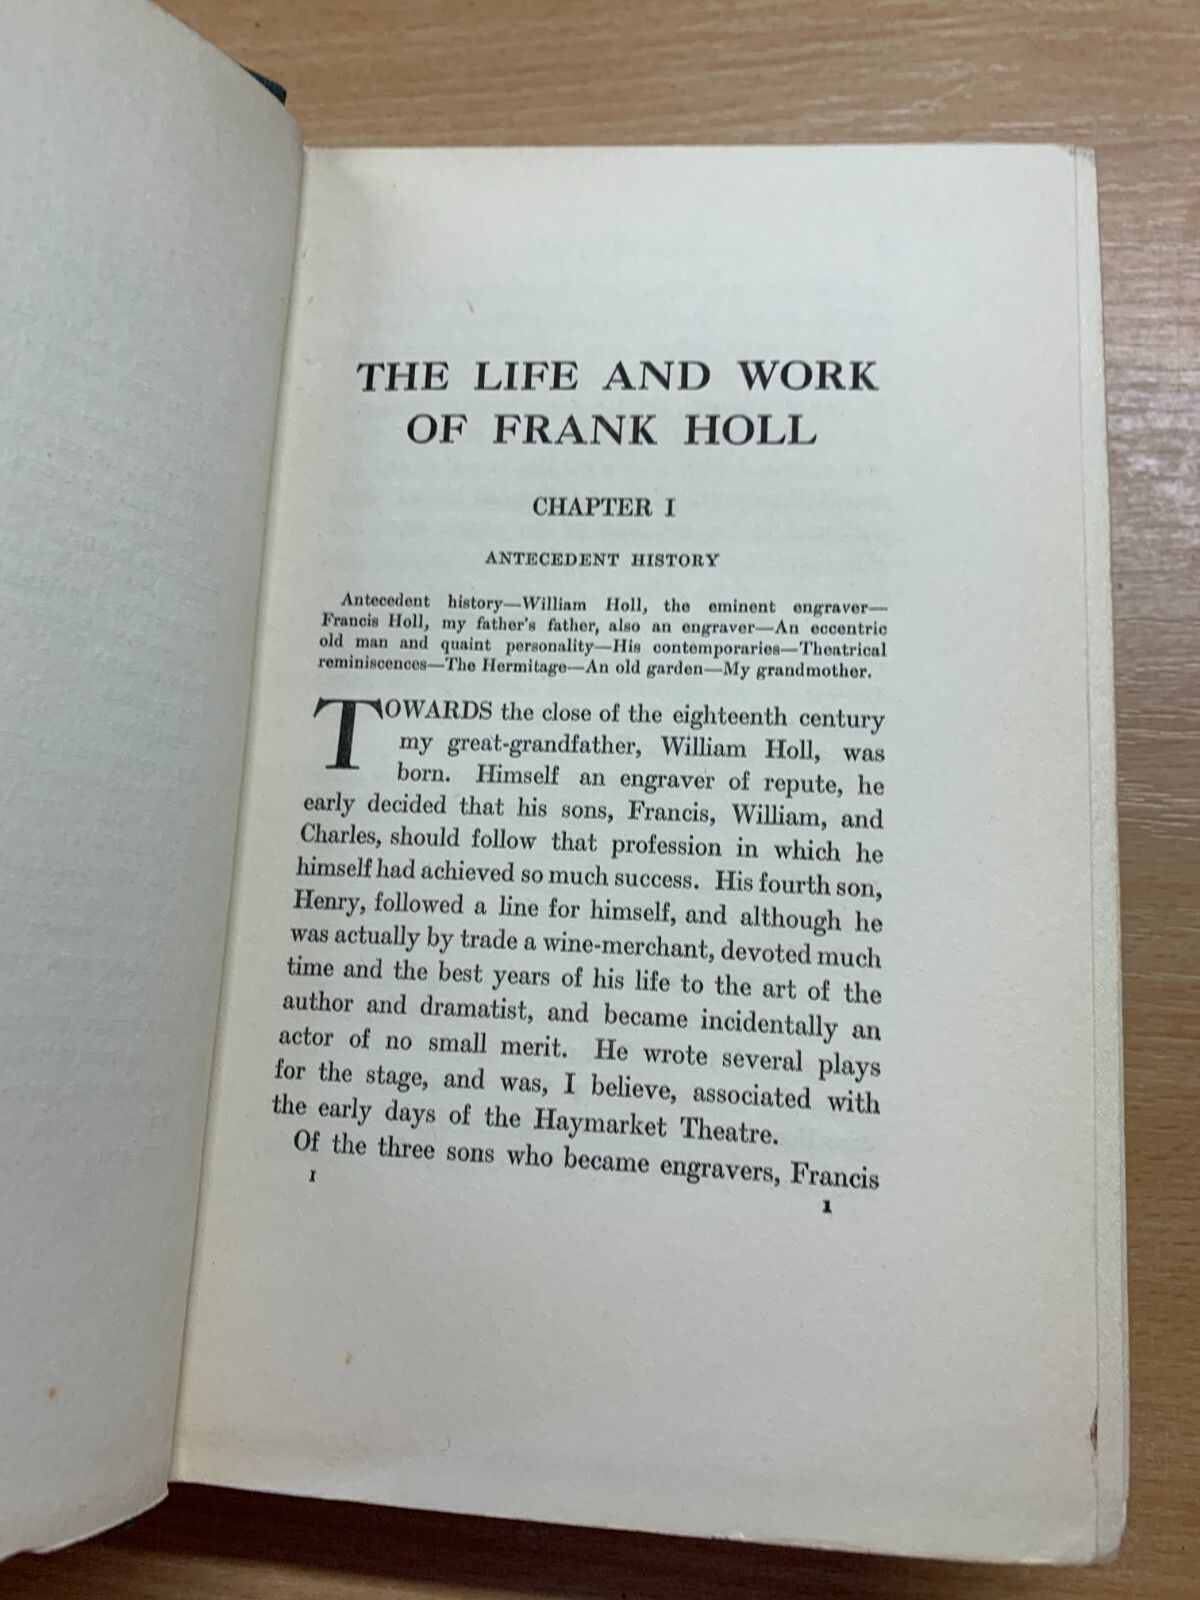 THE LIFE AND WORK
OF FRANK HOLL
CHAPTER I
ANTECEDENT HISTORY
Antecedent history—William Holl, the eminent engraver—
Francis Holl, my father's father, also an engraver—An eccentric
old man and quaint personality—His contemporaries—Theatrical
reminiscences—The Hermitage—An old garden—My grandmother.
TOWARDS the close of the eighteenth century
my great-grandfather, William Holl, was
born. Himself an engraver of repute, he
early decided that his sons, Francis, William, and
Charles, should follow that profession in which he
himself had achieved so much success. His fourth son,
Henry, followed a line for himself, and although he
was actually by trade a wine-merchant, devoted much
time and the best years of his life to the art of the
author and dramatist, and became incidentally an
actor of no small merit. He wrote several plays
for the stage, and was, I believe, associated with
the early days of the Haymarket Theatre.
Of the three sons who became engravers, Francis
1
1